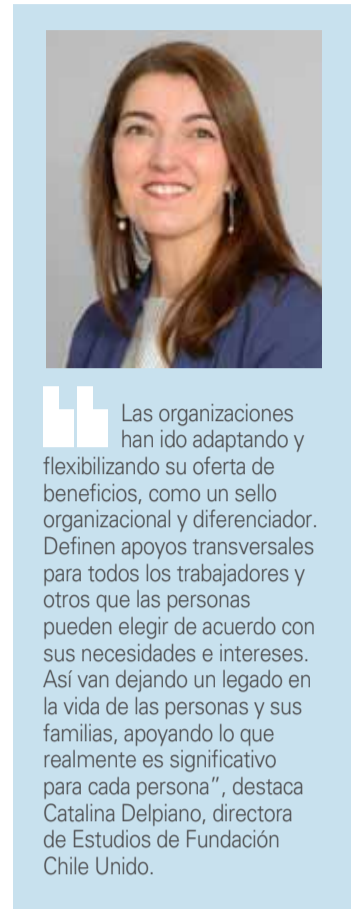 Las organizaciones
han ido adaptando y
flexibilizando su oferta de
beneficios, como un sello
organizacional y diferenciador.
Definen apoyos transversales
para todos los trabajadores y
otros que las personas
pueden elegir de acuerdo con
sus necesidades e intereses.
Así van dejando un legado en
la vida de las personas y sus
familias, apoyando lo que
realmente es significativo
para cada persona”, destaca
Catalina Delpiano, directora
de Estudios de Fundación
Chile Unido.